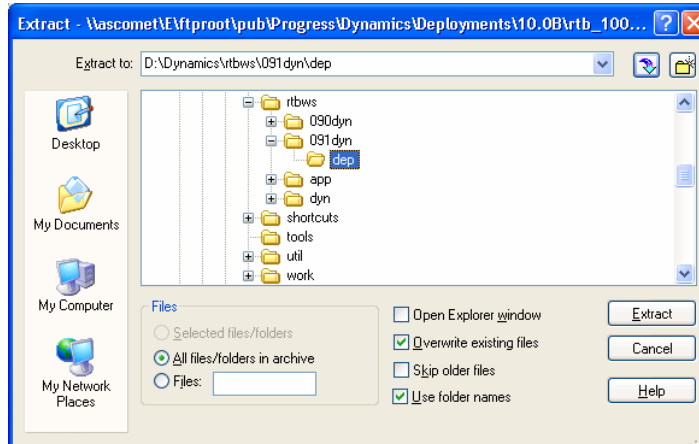 Extract - \\ascomet\E\ftproot\pub\Progress\Dynamics\Deployments\10.0B\rtb_100...
Extract to: D:\Dynamics\rtbws\091dyn\dep
Desktop
My Documents
My Computer
My Network
Places
rtbws
090dyn
091dyn
dep
app
dyn
shortcuts
tools
util
work
Files
Selected files/folders
All files/folders in archive
Files:
Open Explorer window
Overwrite existing files
Skip older files
Use folder names
Extract
Cancel
Help